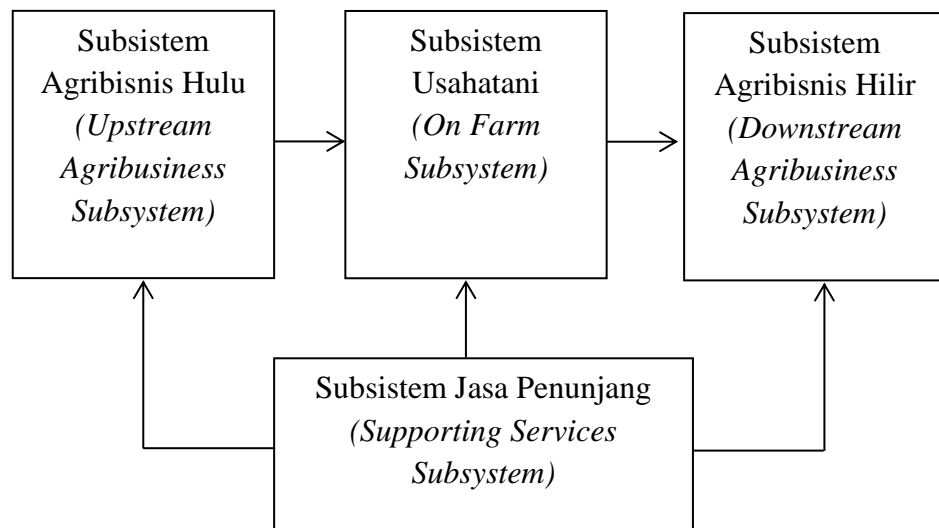 Subsistem
Agribisnis Hulu
(Upstream
Agribusiness
Subsystem)
Subsistem
Usahatani
(On Farm
Subsystem)
Subsistem
Agribisnis Hilir
(Downstream
Agribusiness
Subsystem)
Subsistem Jasa Penunjang
(Supporting Services
Subsystem)